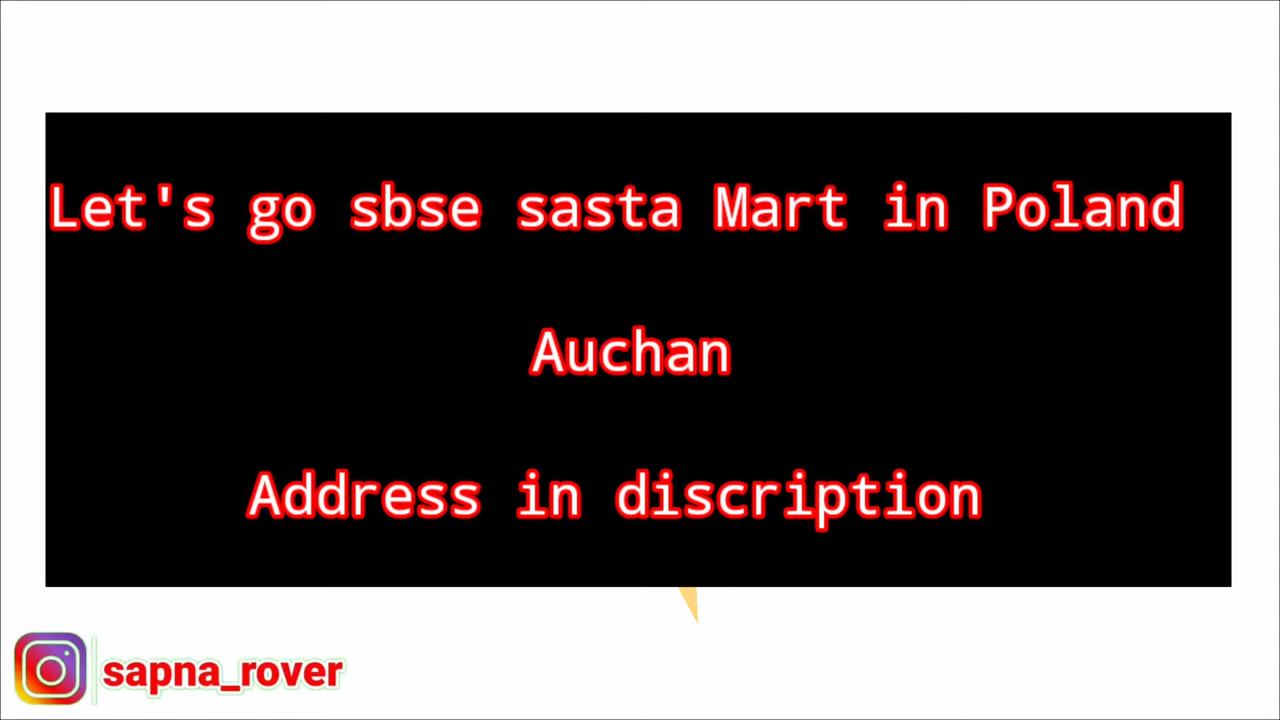 Let's go sbse sasta Mart in Poland
Auchan
Address in discription
sapna_rover